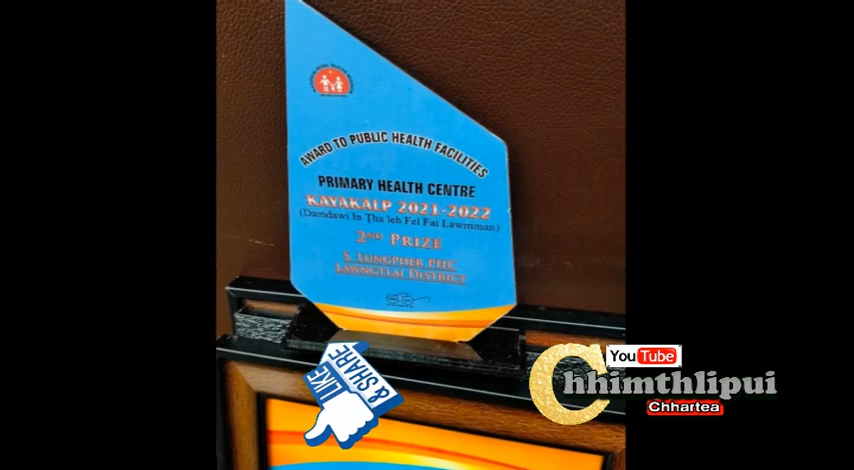 AWARD TO PUBLIC HEALTH FACILITIES
PRIMARY HEALTH CENTRE
KAYAKALP 2021-2022
(Damdawi In Tha leh Fel Fai Lawmman)
2ND PRIZE
S. LUNGPHER PHC
LAWNGTLAI DISTRICT
LIKE
& SHARE
YouTube
Chhimthlipui
Chhartea